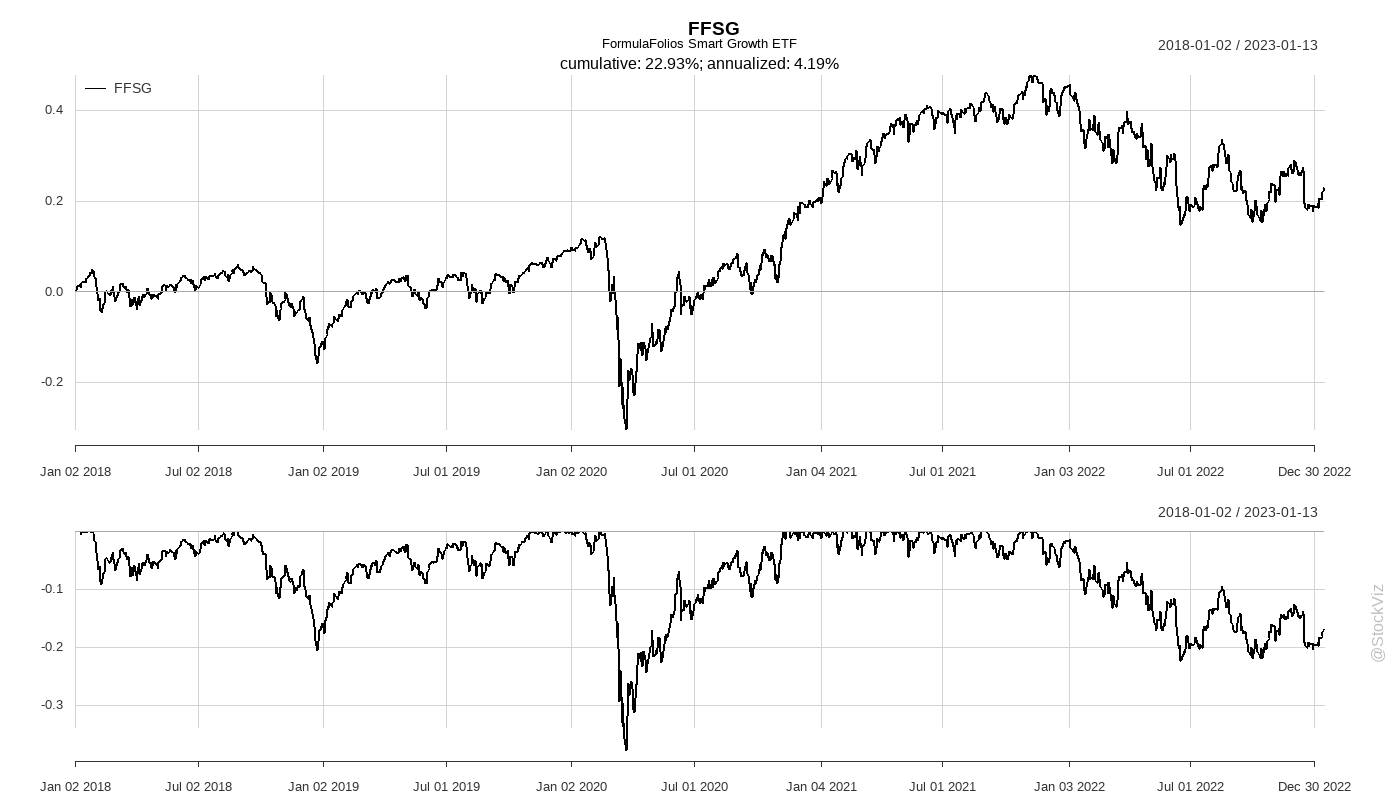 FFSG
FormulaFolios Smart Growth ETF
2018-01-02 / 2023-01-13
cumulative: 22.93%; annualized: 4.19%
FFSG
0.4
0.2
0.0
-0.2
Jan 02 2018 Jul 02 2018 Jan 02 2019 Jul 01 2019 Jan 02 2020 Jul 01 2020 Jan 04 2021 Jul 01 2021 Jan 03 2022 Jul 01 2022 Dec 30 2022
2018-01-02 / 2023-01-13
-0.1
-0.2
-0.3
@StockViz
Jan 02 2018 Jul 02 2018 Jan 02 2019 Jul 01 2019 Jan 02 2020 Jul 01 2020 Jan 04 2021 Jul 01 2021 Jan 03 2022 Jul 01 2022 Dec 30 2022